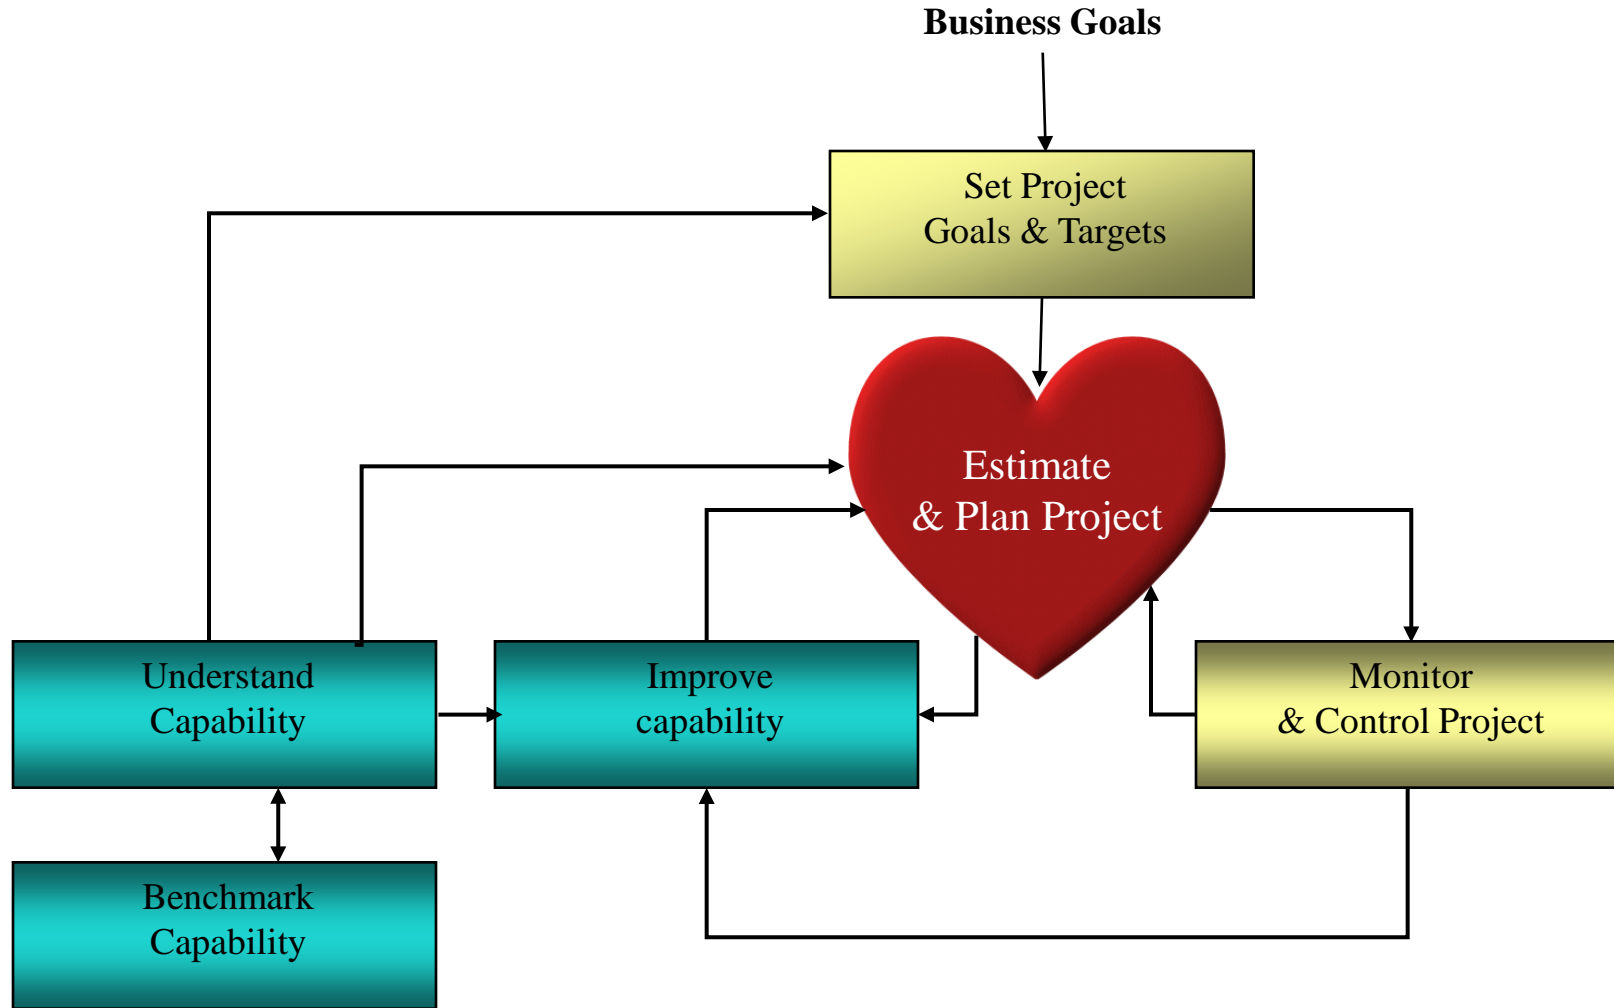 Business Goals
Set Project
Goals & Targets
Estimate
& Plan Project
Understand
Capability
Improve
capability
Monitor
& Control Project
Benchmark
Capability